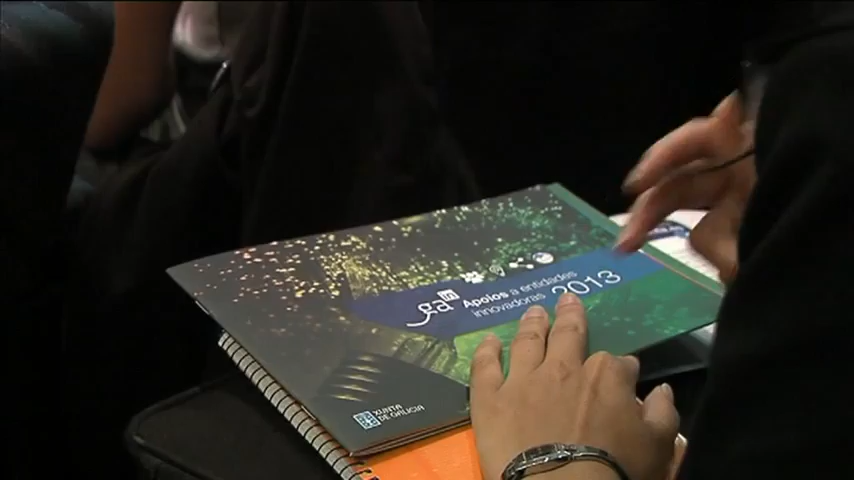 gain
Apoios a entidades
innovadoras 2013
XUNTA
DE GALICIA